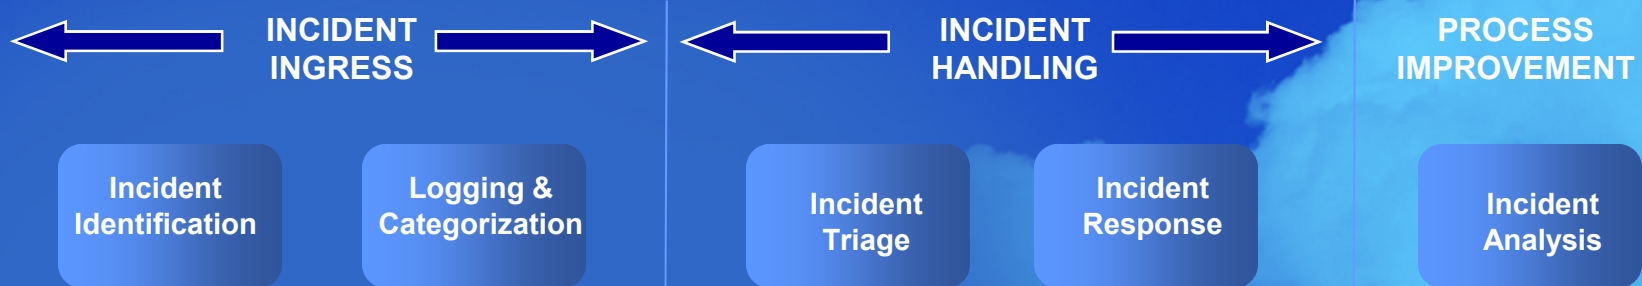 INCIDENT
INGRESS
INCIDENT
HANDLING
PROCESS
IMPROVEMENT
Incident
Identification
Logging &
Categorization
Incident
Triage
Incident
Response
Incident
Analysis